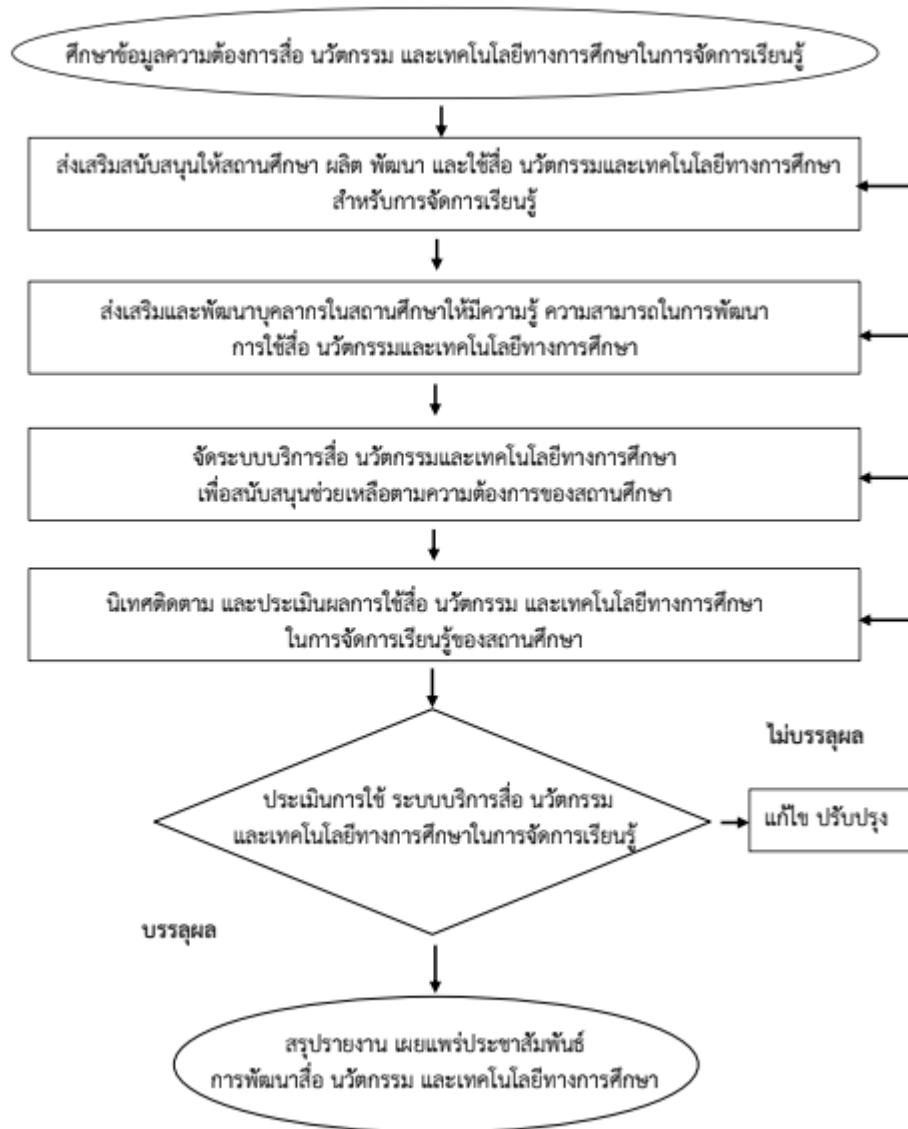 ศึกษาข้อมูลความต้องการสื่อ นวัตกรรม และเทคโนโลยีทางการศึกษาในการจัดการเรียนรู้
ส่งเสริมสนับสนุนให้สถานศึกษา ผลิต พัฒนา และใช้สื่อ นวัตกรรมและเทคโนโลยีทางการศึกษา
สำหรับการจัดการเรียนรู้
ส่งเสริมและพัฒนาบุคลากรในสถานศึกษาให้มีความรู้ ความสามารถในการพัฒนา
การใช้สื่อ นวัตกรรมและเทคโนโลยีทางการศึกษา
จัดระบบบริการสื่อ นวัตกรรมและเทคโนโลยีทางการศึกษา
เพื่อสนับสนุนช่วยเหลือตามความต้องการของสถานศึกษา
นิเทศติดตาม และประเมินผลการใช้สื่อ นวัตกรรม และเทคโนโลยีทางการศึกษา
ในการจัดการเรียนรู้ของสถานศึกษา
ไม่บรรลุผล
ประเมินการใช้ ระบบบริการสื่อ นวัตกรรม
และเทคโนโลยีทางการศึกษาในการจัดการเรียนรู้
แก้ไข ปรับปรุง
บรรลุผล
สรุปรายงาน เผยแพร่ประชาสัมพันธ์
การพัฒนาสื่อ นวัตกรรม และเทคโนโลยีทางการศึกษา